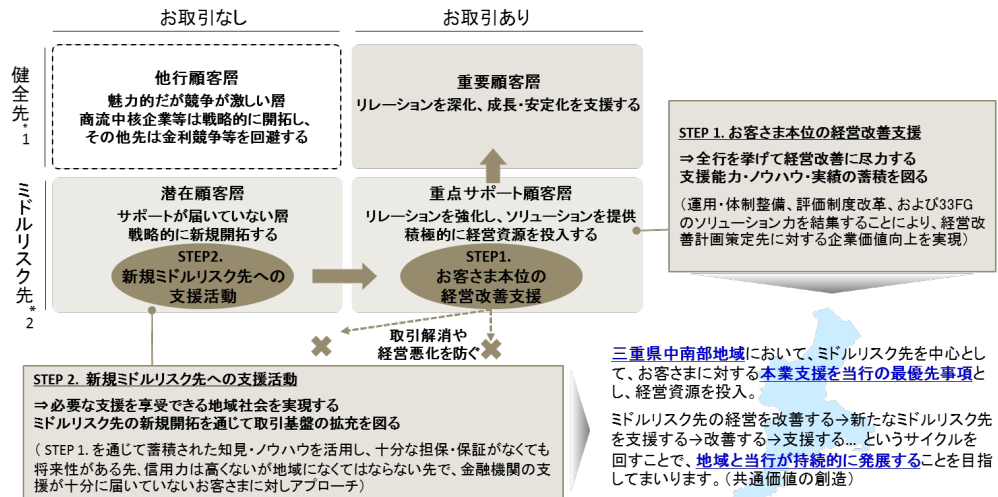 お取引なし
お取引あり
健全先*1
他行顧客層
魅力的だが競争が激しい層
商流中核企業等は戦略的に開拓し、
その他先は金利競争等を回避する
重要顧客層
リレーションを深化、成長・安定化を支援する
ミドルリスク先*2
潜在顧客層
サポートが届いていない層
戦略的に新規開拓する
STEP2.
新規ミドルリスク先への
支援活動
重点サポート顧客層
リレーションを強化し、ソリューションを提供
積極的に経営資源を投入する
STEP1.
お客さま本位の
経営改善支援
取引解消や
経営悪化を防ぐ
STEP 1. お客さま本位の経営改善支援
⇒全行を挙げて経営改善に尽力する
支援能力・ノウハウ・実績の蓄積を図る
（運用・体制整備、評価制度改革、および33FG
のソリューション力を結集することにより、経営改
善計画策定先に対する企業価値向上を実現）
STEP 2. 新規ミドルリスク先への支援活動
⇒必要な支援を享受できる地域社会を実現する
ミドルリスク先の新規開拓を通じて取引基盤の拡充を図る
（ STEP 1. を通じて蓄積された知見・ノウハウを活用し、十分な担保・保証がなくても
将来性がある先、信用力は高くないが地域になくてはならない先で、金融機関の支
援が十分に届いていないお客さまに対しアプローチ）
三重県中南部地域において、ミドルリスク先を中心とし
て、お客さまに対する本業支援を当行の最優先事項と
し、経営資源を投入。
ミドルリスク先の経営を改善する→新たなミドルリスク先
を支援する→改善する→支援する... というサイクルを
回すことで、地域と当行が持続的に発展することを目指
してまいります。（共通価値の創造）